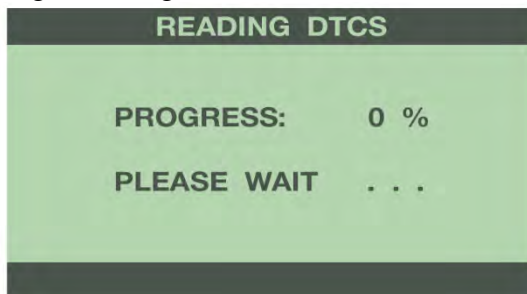 READING DTCS
PROGRESS: 0 %
PLEASE WAIT . . .